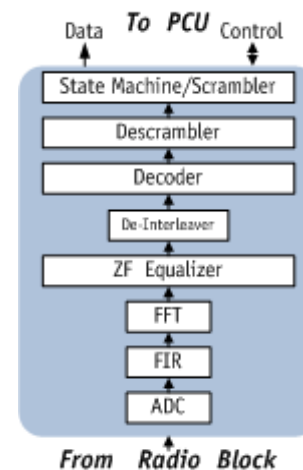 To PCU
Data Control
State Machine/Scrambler
Descrambler
Decoder
De-Interleaver
ZF Equalizer
FFT
FIR
ADC
From Radio Block